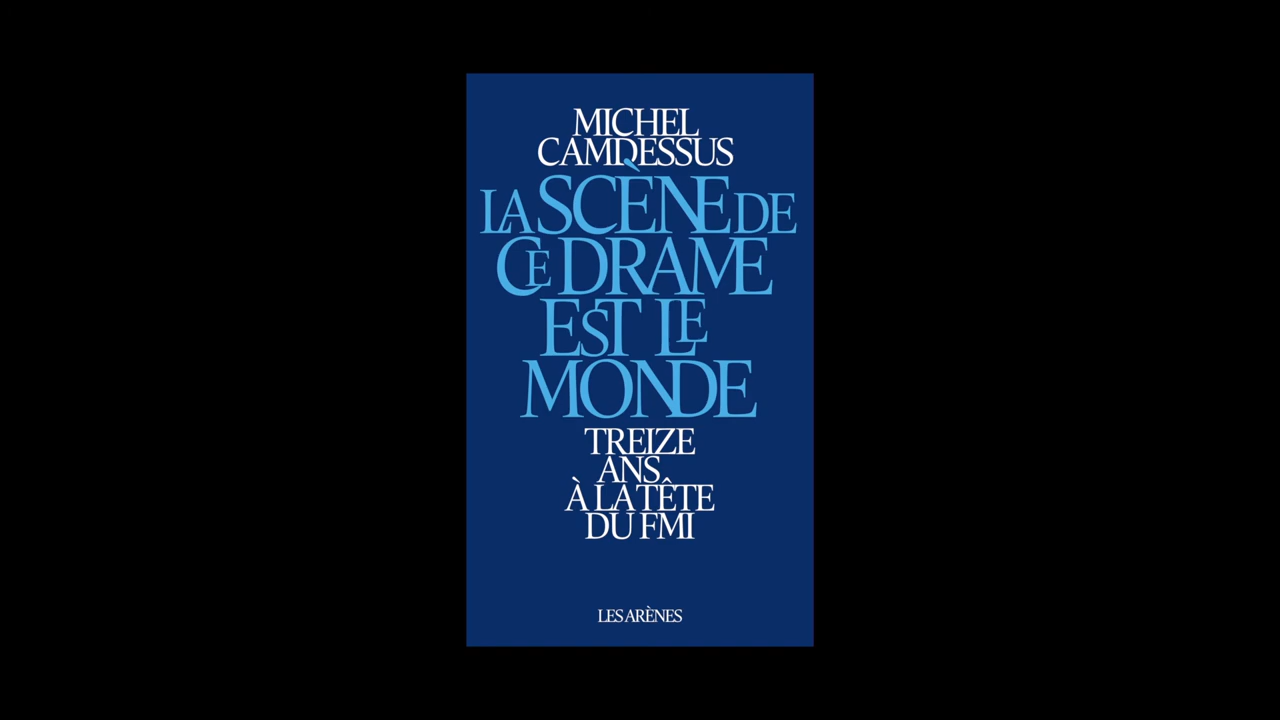 MICHEL
CAMDESSUS
LA SCÈNE DE
CE DRAME
EST LE
MONDE
TREIZE
ANS
À LA TÊTE
DU FMI
LES ARÈNES